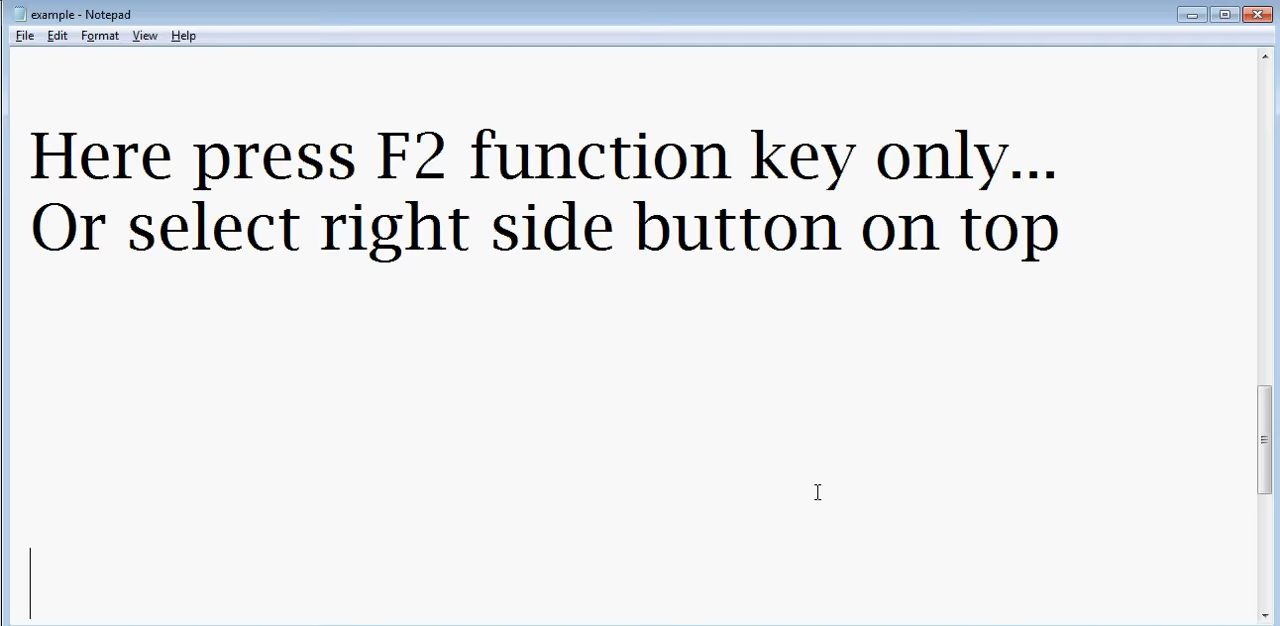 example - Notepad
File Edit Format View Help
Here press F2 function key only...
Or select right side button on top